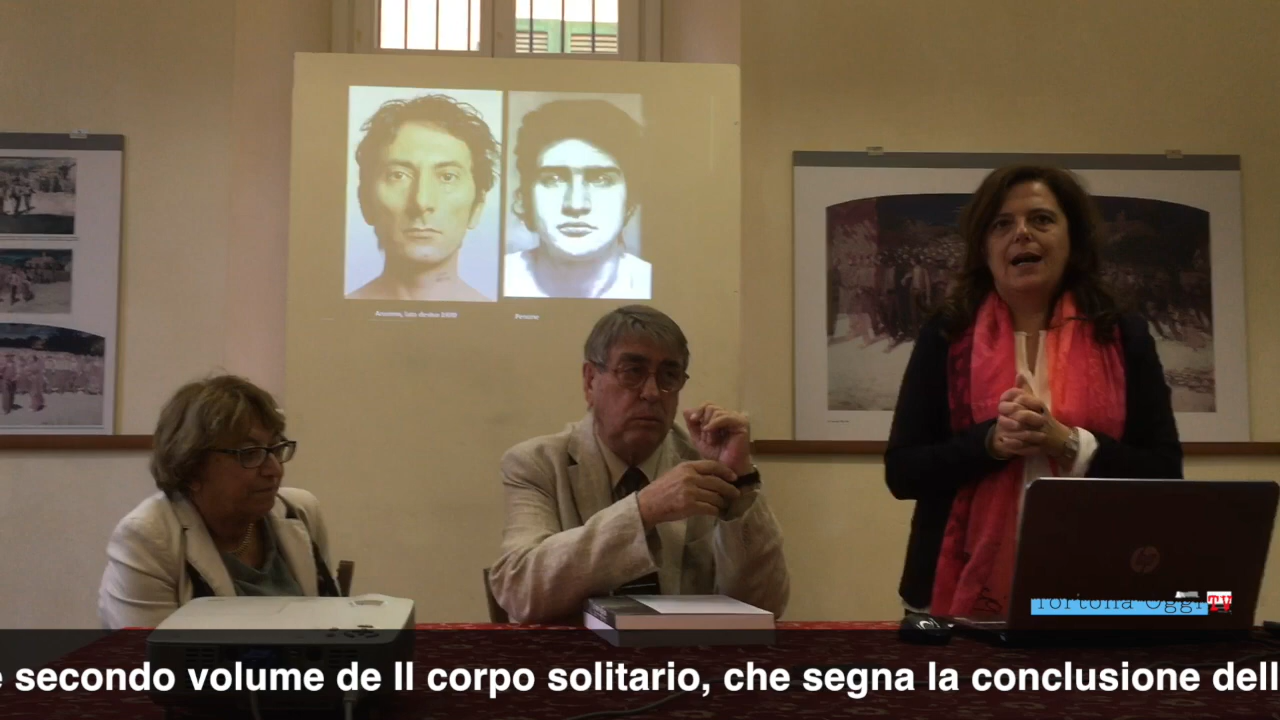 Tortona Oggi TV
e secondo volume de Il corpo solitario, che segna la conclusione dell